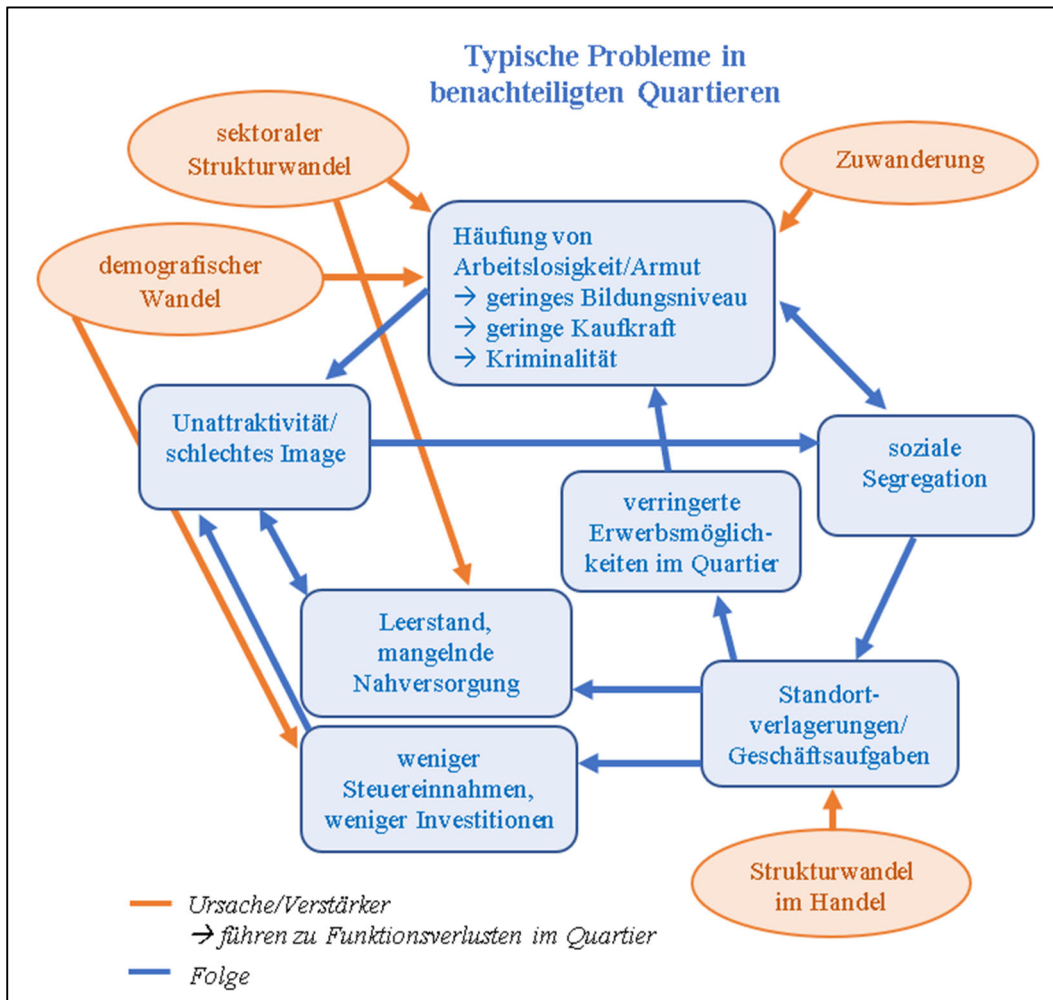 Typische Probleme in
benachteiligten Quartieren
sektoraler
Strukturwandel
Zuwanderung
demografischer
Wandel
Häufung von
Arbeitslosigkeit/Armut
→ geringes Bildungsniveau
→ geringe Kaufkraft
→ Kriminalität
Unattraktivität/
schlechtes Image
soziale
Segregation
verringerte
Erwerbsmöglich-
keiten im Quartier
Leerstand,
mangelnde
Nahversorgung
Standort-
verlagerungen/
Geschäftsaufgaben
weniger
Steuereinnahmen,
weniger Investitionen
Strukturwandel
im Handel
Ursache/Verstärker
→ führen zu Funktionsverlusten im Quartier
Folge